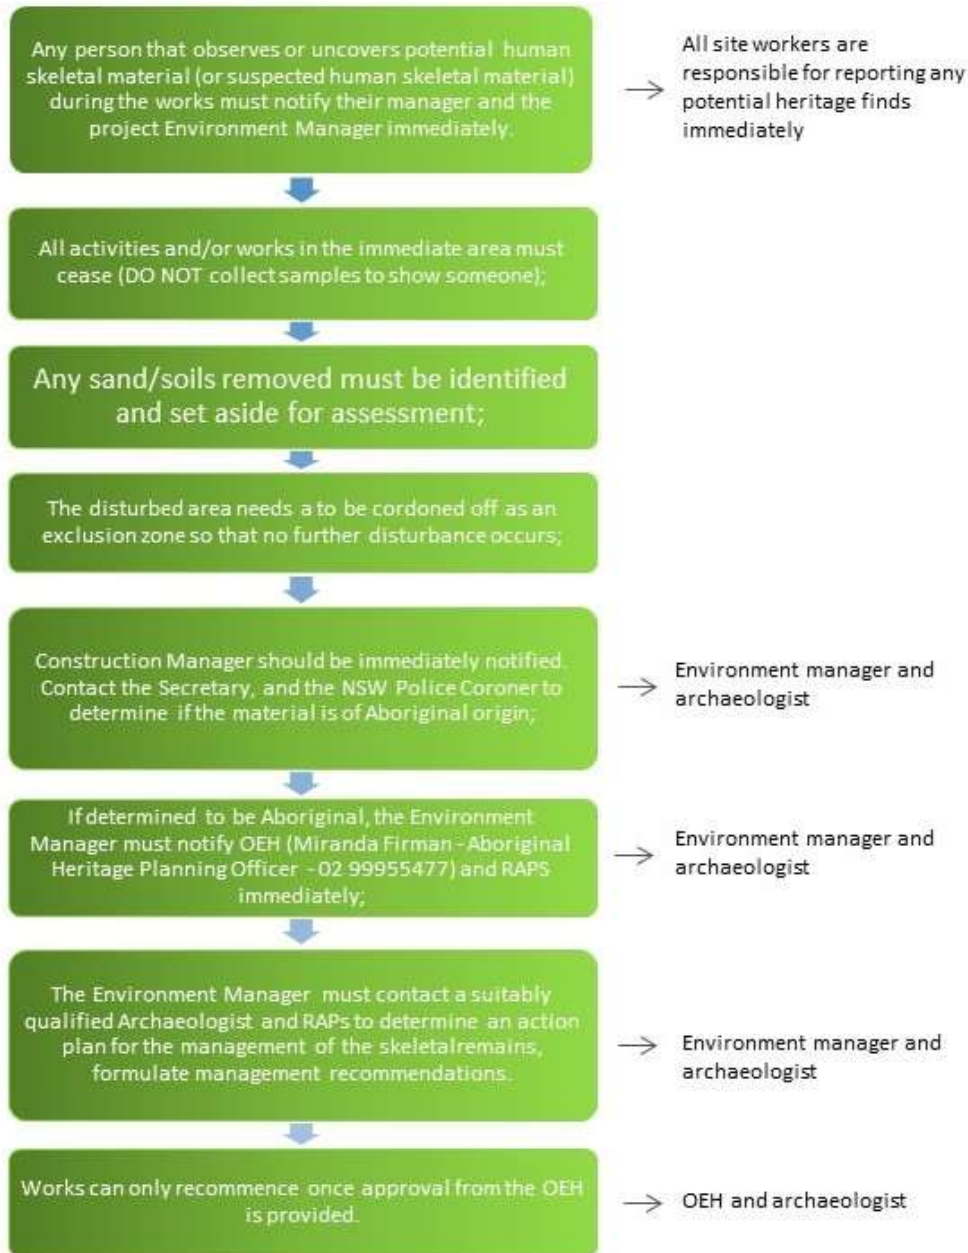 Any person that observes or uncovers potential human
skeletal material (or suspected human skeletal material)
during the works must notify their manager and the
project Environment Manager immediately.
All site workers are
responsible for reporting any
potential heritage finds
immediately
All activities and/or works in the immediate area must
cease (DO NOT collect samples to show someone);
Any sand/soils removed must be identified
and set aside for assessment;
The disturbed area needs a to be cordoned off as an
exclusion zone so that no further disturbance occurs;
Construction Manager should be immediately notified.
Contact the Secretary, and the NSW Police Coroner to
determine if the material is of Aboriginal origin;
Environment manager and
archaeologist
If determined to be Aboriginal, the Environment
Manager must notify OEH (Miranda Firman - Aboriginal
Heritage Planning Officer - 02 99955477) and RAPS
immediately;
Environment manager and
archaeologist
The Environment Manager must contact a suitably
qualified Archaeologist and RAPs to determine an action
plan for the management of the skeletalremains,
formulate management recommendations.
Environment manager and
archaeologist
Works can only recommence once approval from the OEH
is provided.
OEH and archaeologist